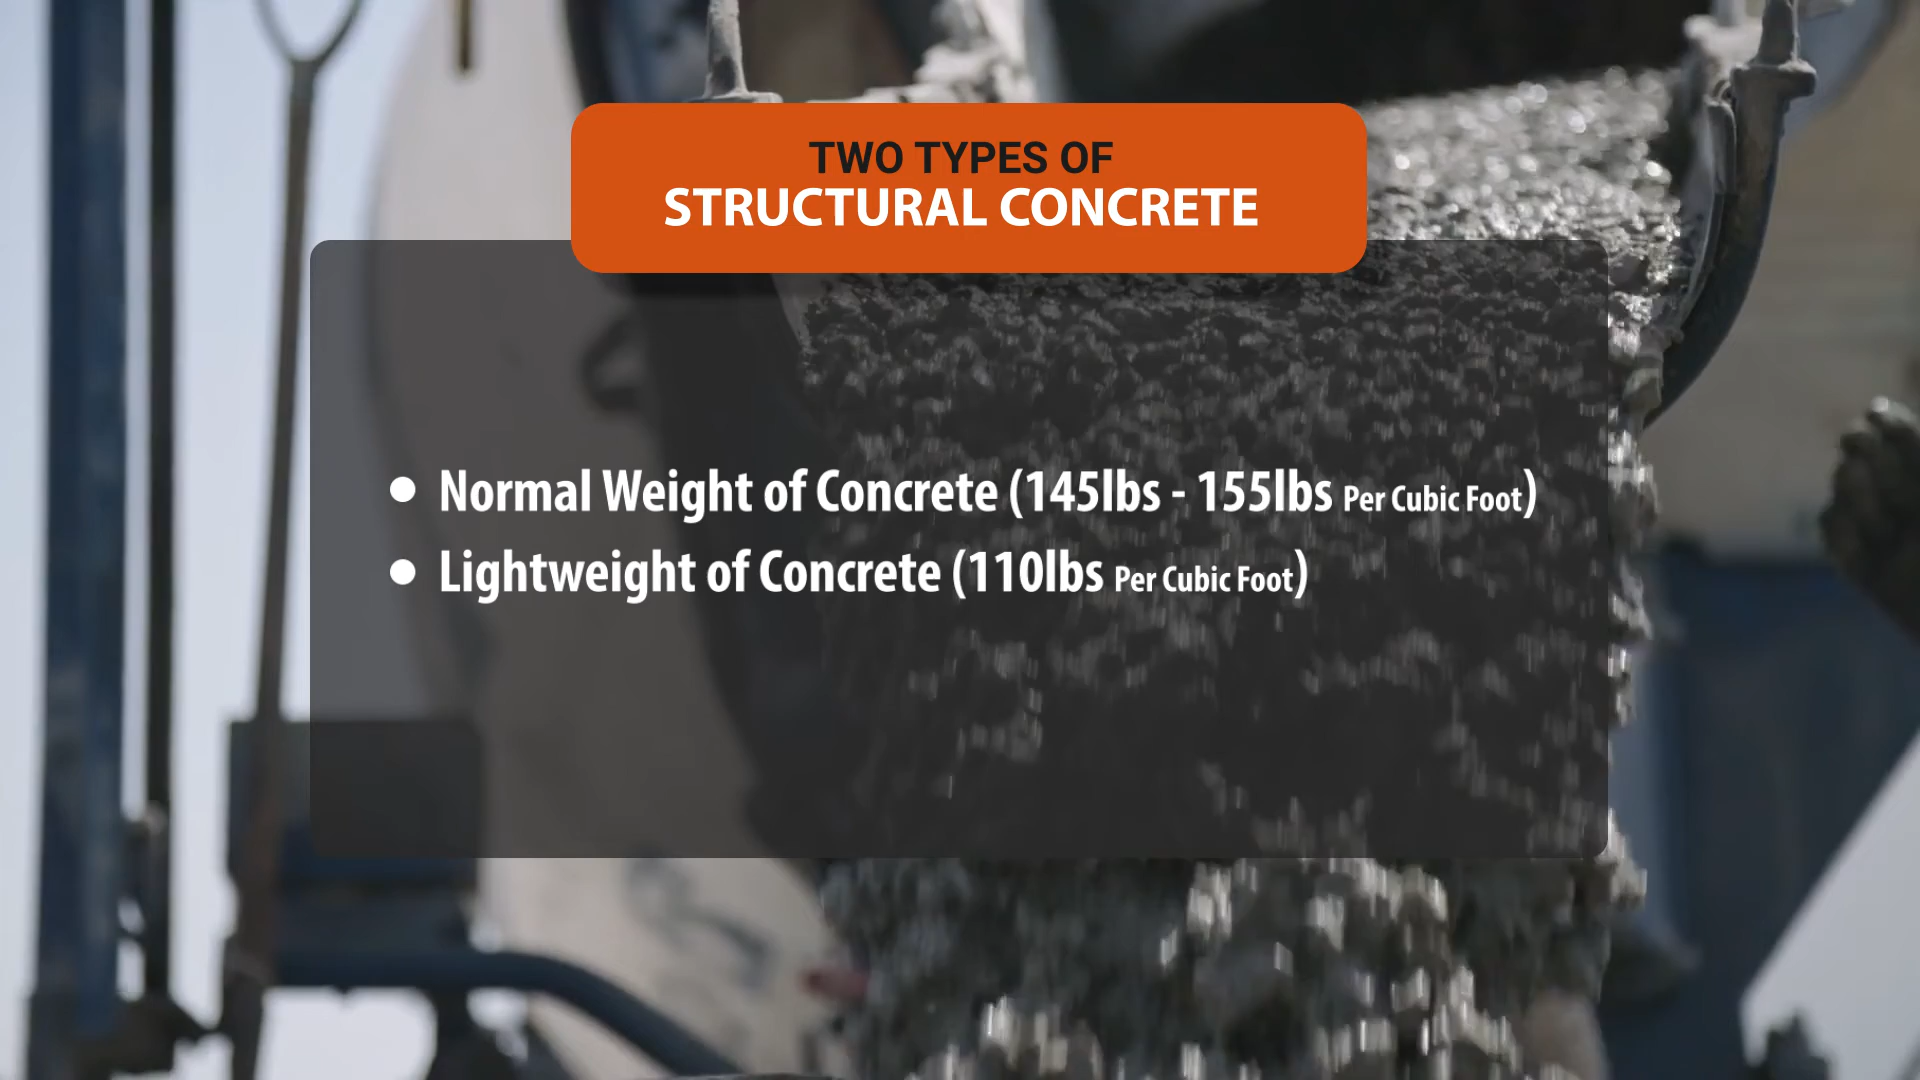 TWO TYPES OF
STRUCTURAL CONCRETE
● Normal Weight of Concrete (145lbs - 155lbs Per Cubic Foot)
● Lightweight of Concrete (110lbs Per Cubic Foot)